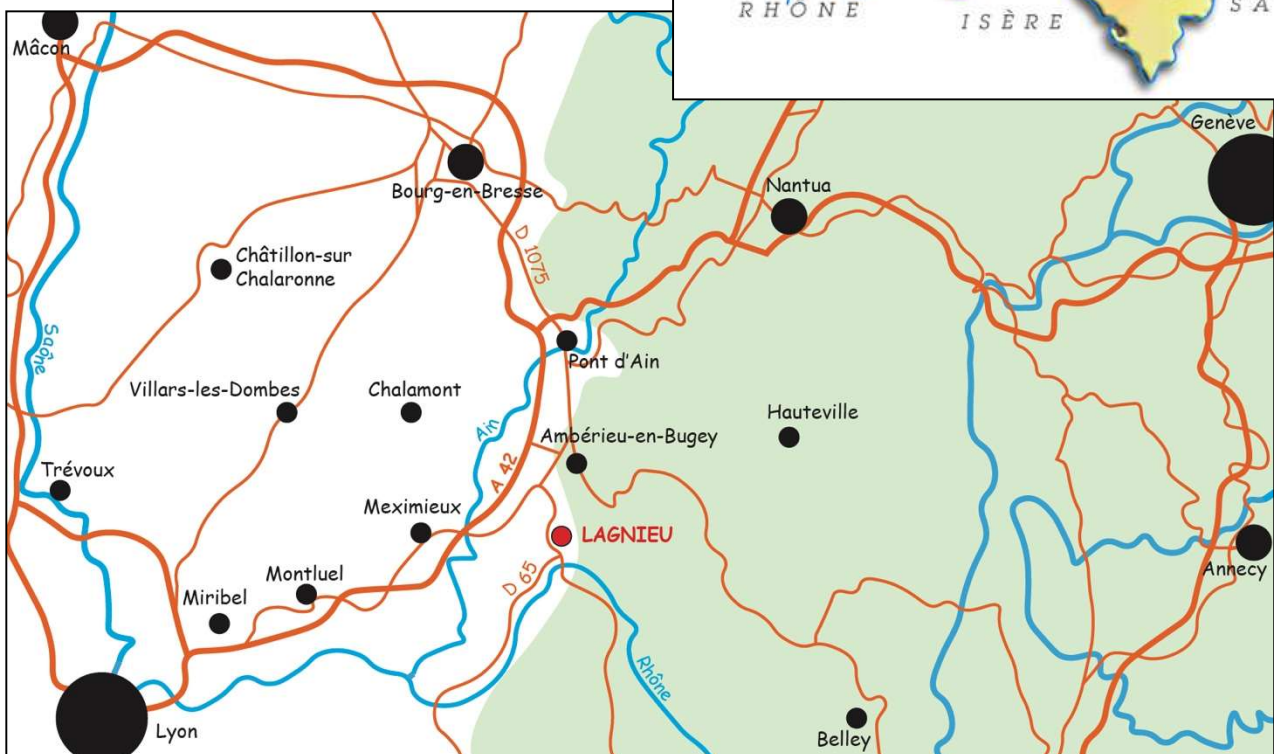 RHÔNE
ISÈRE
SA
Mâcon
Genève
Bourg-en-Bresse
Nantua
D 1075
Châtillon-sur
Chalaronne
Saône
Pont d'Ain
Villars-les-Dombes
Chalamont
Hauteville
Ain
Ambérieu-en-Bugey
A 42
Trévoux
Meximieux
LAGNIEU
Annecy
D 65
Montluel
Miribel
Rhône
Lyon
Belley